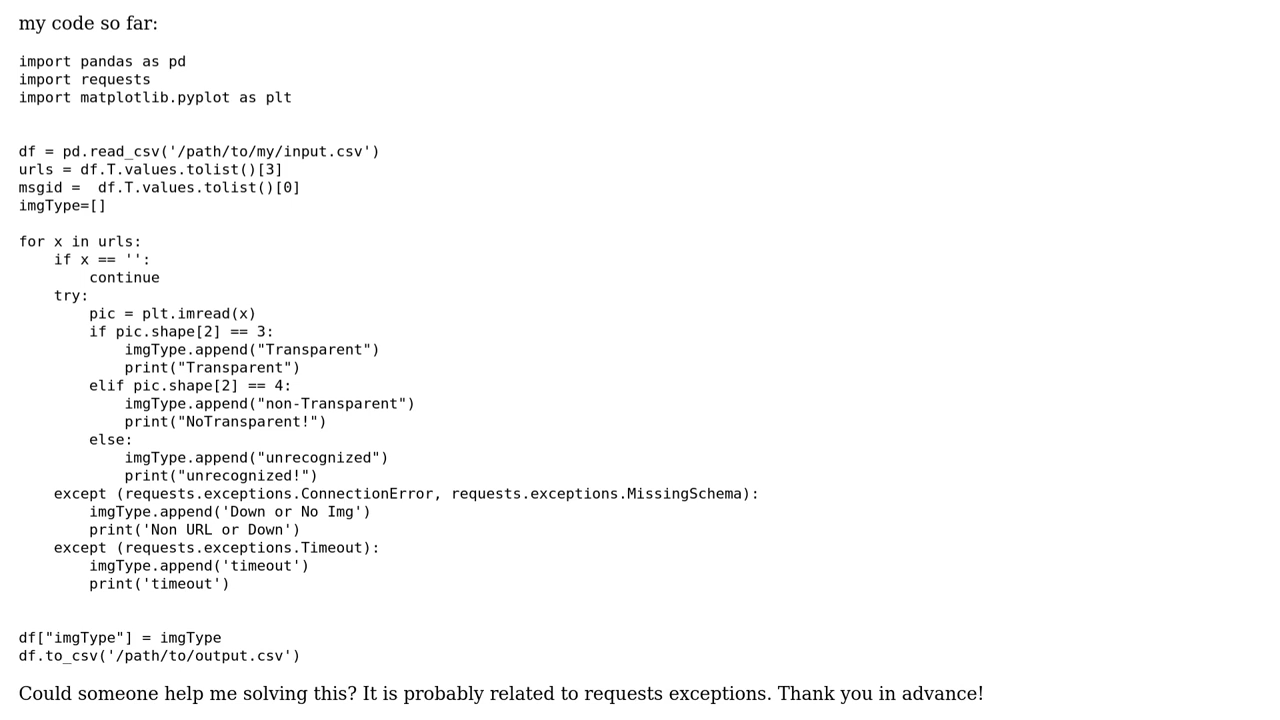 my code so far:
import pandas as pd
import requests
import matplotlib.pyplot as plt
df = pd.read_csv('/path/to/my/input.csv')
urls = df.T.values.tolist()[3]
msgid =  df.T.values.tolist()[0]
imgType=[]
for x in urls:
    if x == '':
        continue
    try:
        pic = plt.imread(x)
        if pic.shape[2] == 3:
            imgType.append("Transparent")
            print("Transparent")
        elif pic.shape[2] == 4:
            imgType.append("non-Transparent")
            print("NoTransparent!")
        else:
            imgType.append("unrecognized")
            print("unrecognized!")
    except (requests.exceptions.ConnectionError, requests.exceptions.MissingSchema):
        imgType.append('Down or No Img')
        print('Non URL or Down')
    except (requests.exceptions.Timeout):
        imgType.append('timeout')
        print('timeout')
df["imgType"] = imgType
df.to_csv('/path/to/output.csv')
Could someone help me solving this? It is probably related to requests exceptions. Thank you in advance!